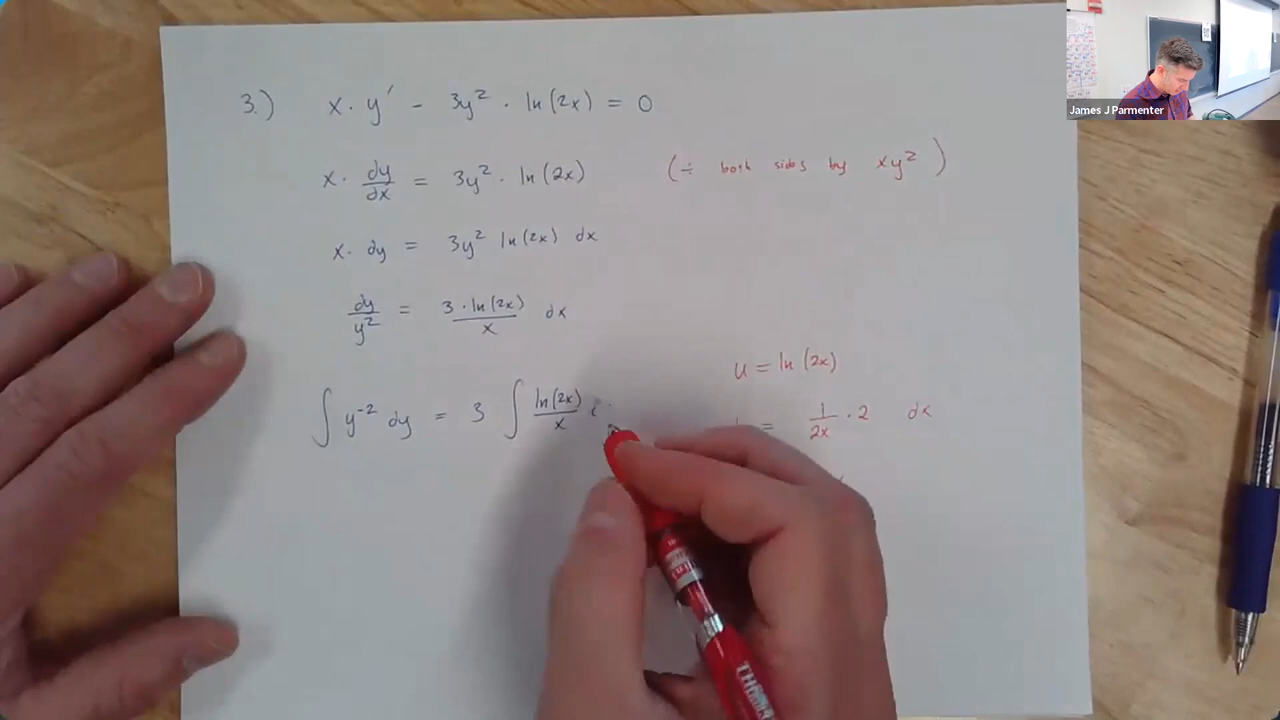 3.) x · y′ − 3y² · ln(2x) = 0
x · dy/dx = 3y² · ln(2x) (÷ both sides by xy²)
x · dy = 3y² ln(2x) dx
dy/y² = 3 · ln(2x)/x dx
u = ln(2x)
∫ y⁻² dy = 3 ∫ ln(2x)/x
= 1/2x · 2 dx
James J Parmenter